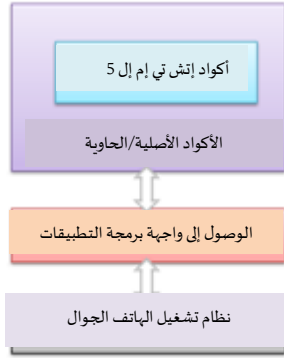 أكواد إتش تي إم إل 5
الأكواد الأصلية/الحاوية
الوصول إلى واجهة برمجة التطبيقات
نظام تشغيل الهاتف الجوال